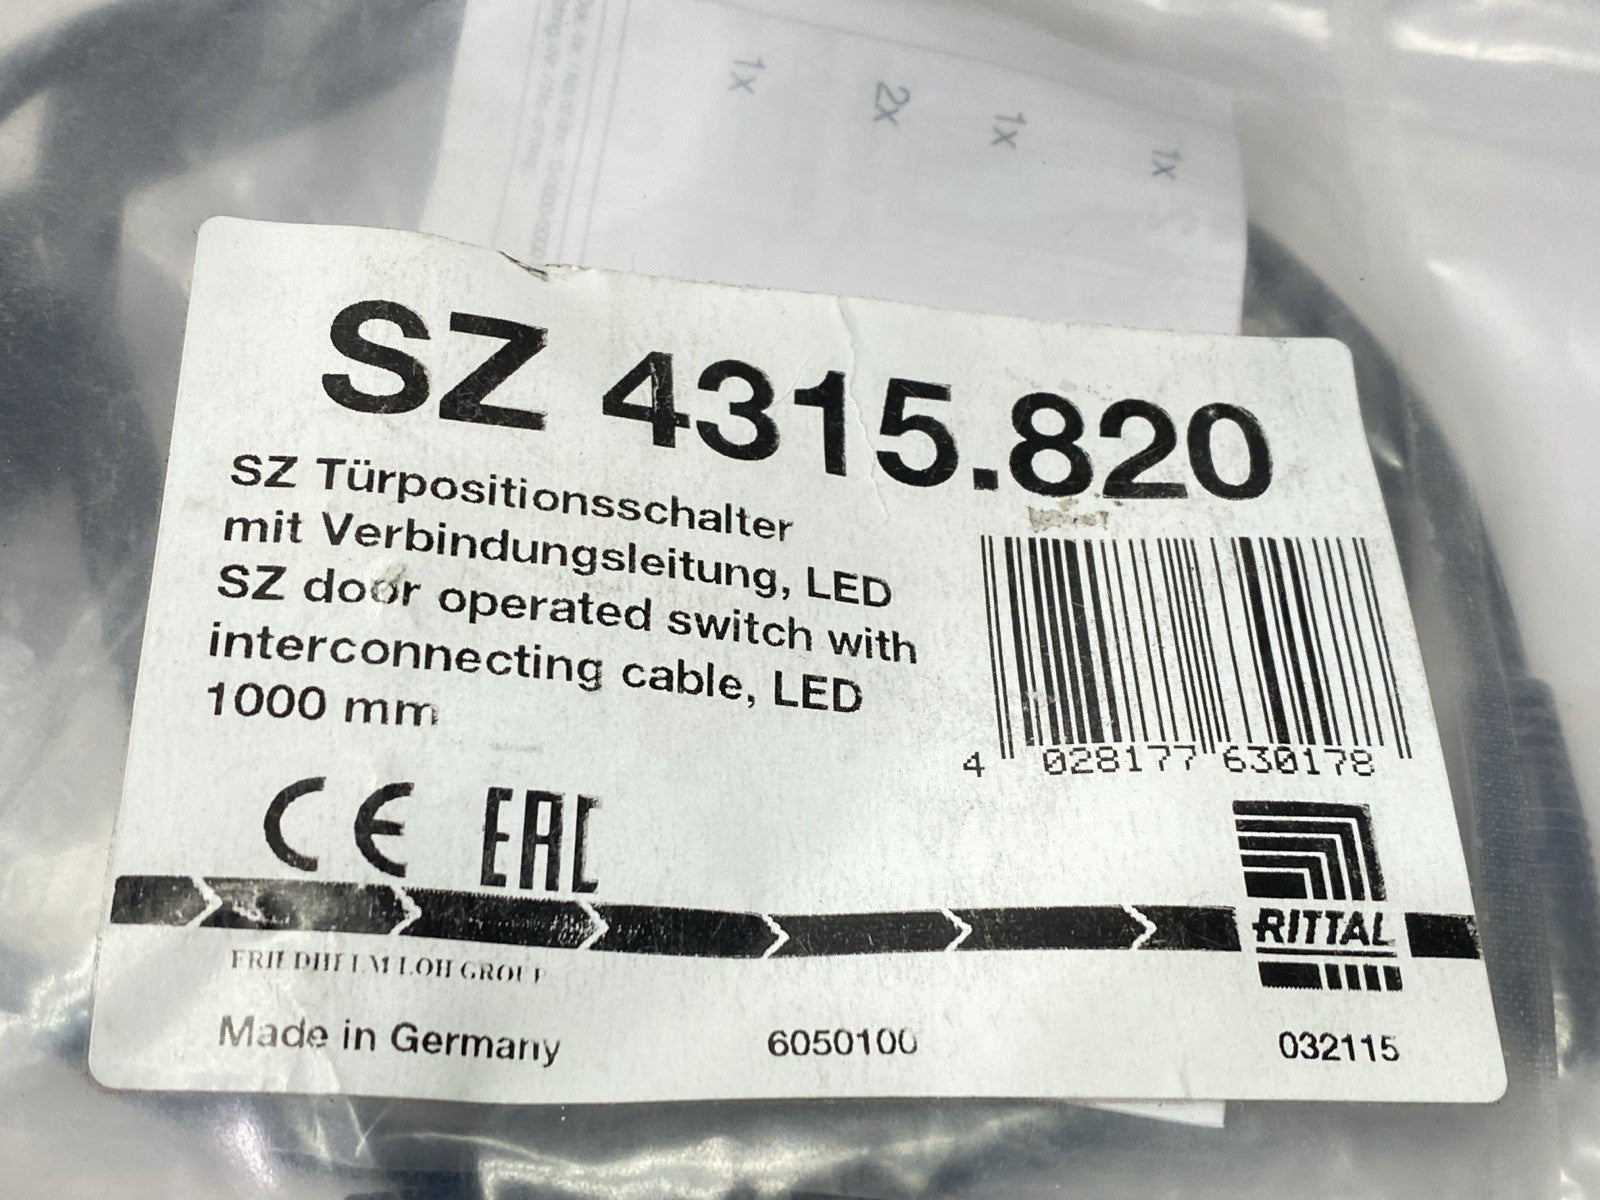 1x
2x
1x
1x
SZ 4315.820
SZ Türpositionsschalter
mit Verbindungsleitung, LED
SZ door operated switch with
interconnecting cable, LED
1000 mm
4 028177 630178
CE EAC
RITTAL
FRIEDHELM LOH GROUP
Made in Germany 6050100 032115